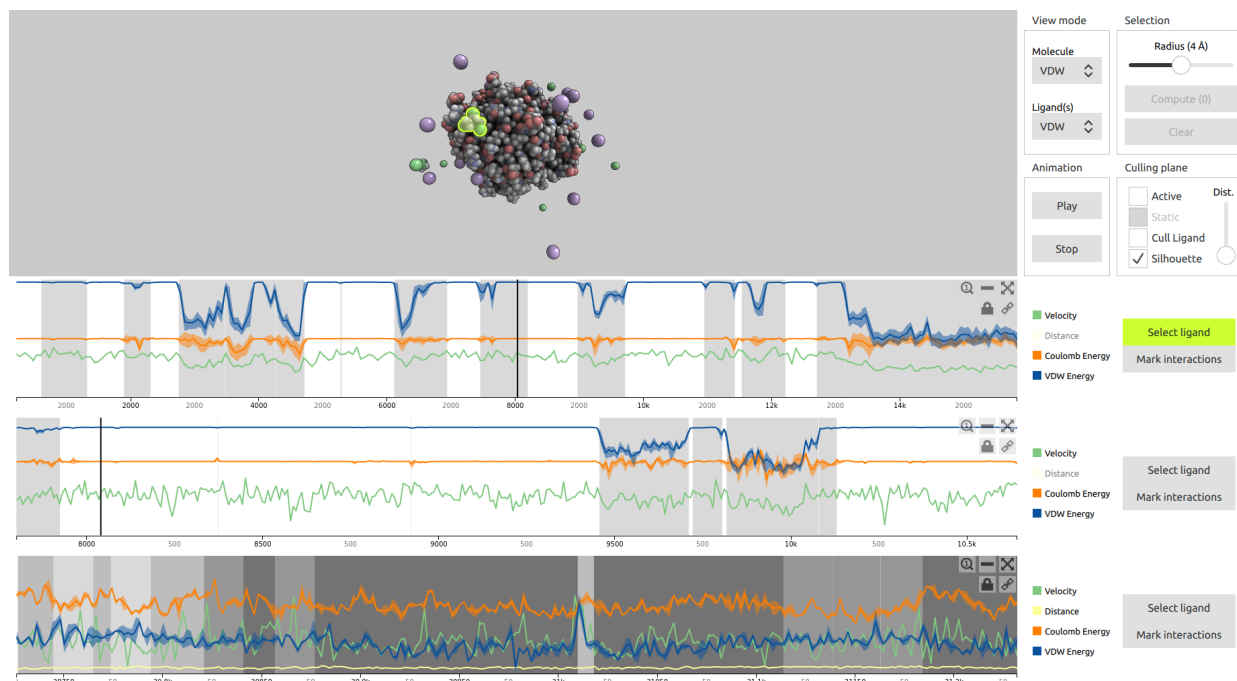 View mode
Selection
Molecule
VDW
Ligand(s)
VDW
Radius (4 Å)
Compute (0)
Clear
Animation
Play
Stop
Culling plane
Active
Static
Cull Ligand
Silhouette
Dist.
Velocity
Distance
Coulomb Energy
VDW Energy
Select ligand
Mark interactions
2000 2000 2000 4000 2000 2000 2000 8000 2000 10k 2000 12k 2000 14k 2000
Velocity
Distance
Coulomb Energy
VDW Energy
Select ligand
Mark interactions
8000 500 8500 500 9000 500 9500 500 10k 500 10.5k
Velocity
Distance
Coulomb Energy
VDW Energy
Select ligand
Mark interactions